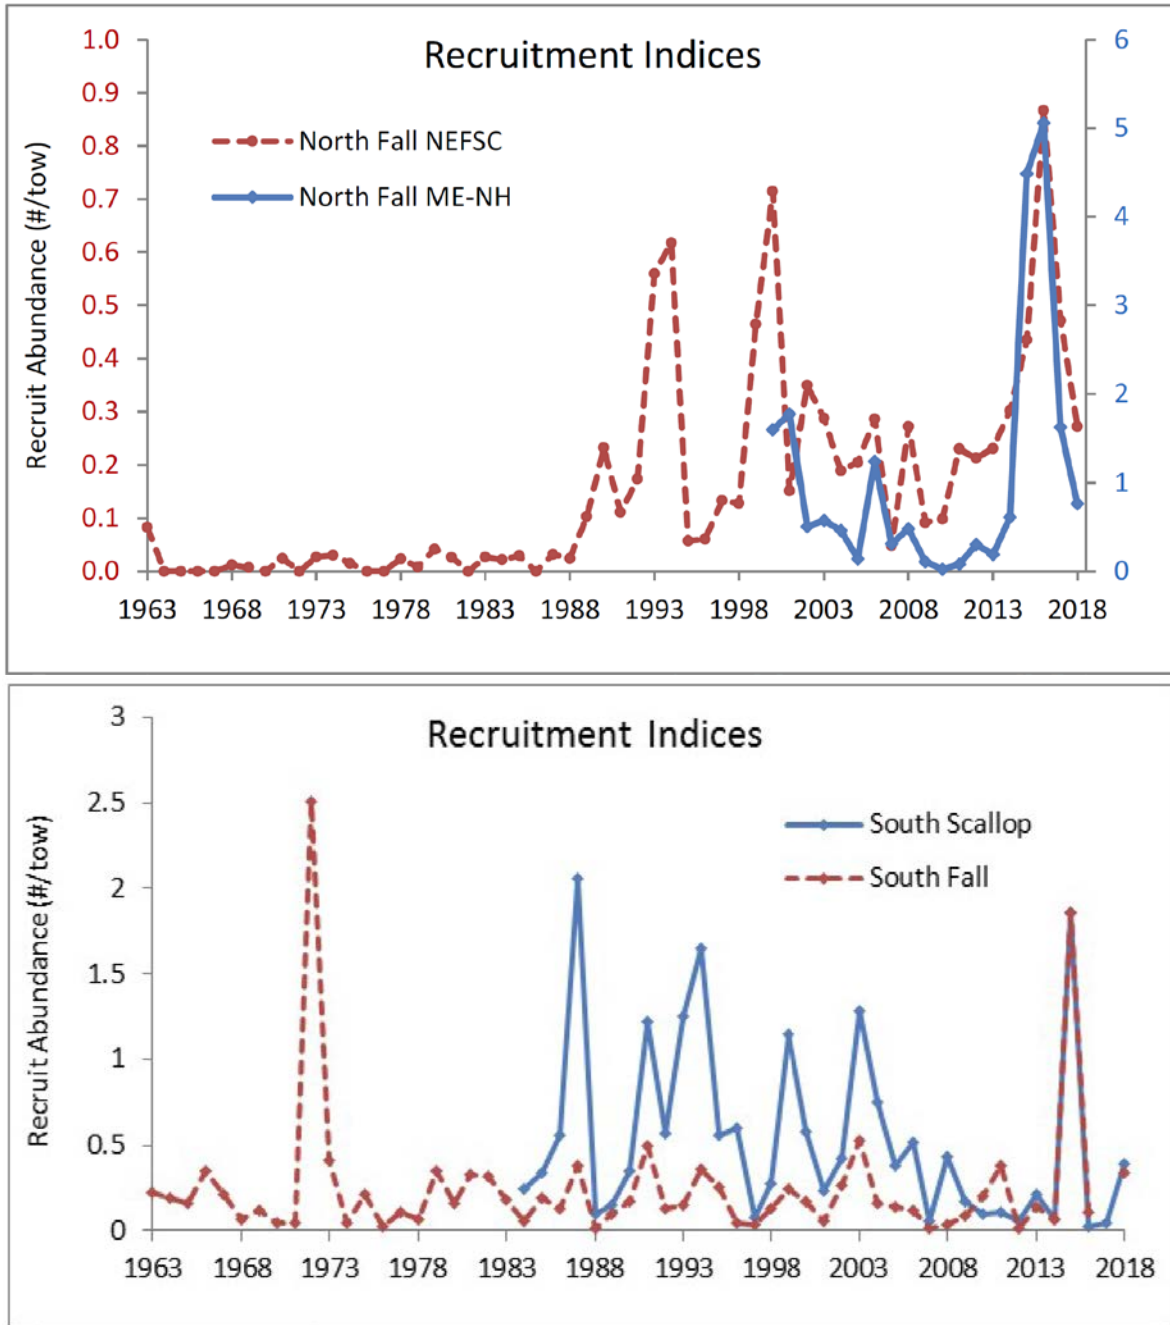 Recruitment Indices
Recruit Abundance (#/tow)
1.0
0.9
0.8
0.7
0.6
0.5
0.4
0.3
0.2
0.1
0.0
North Fall NEFSC
North Fall ME-NH
6
5
4
3
2
1
0
1963 1968 1973 1978 1983 1988 1993 1998 2003 2008 2013 2018
Recruitment Indices
Recruit Abundance (#/tow)
3
2.5
2
1.5
1
0.5
0
South Scallop
South Fall
1963 1968 1973 1978 1983 1988 1993 1998 2003 2008 2013 2018